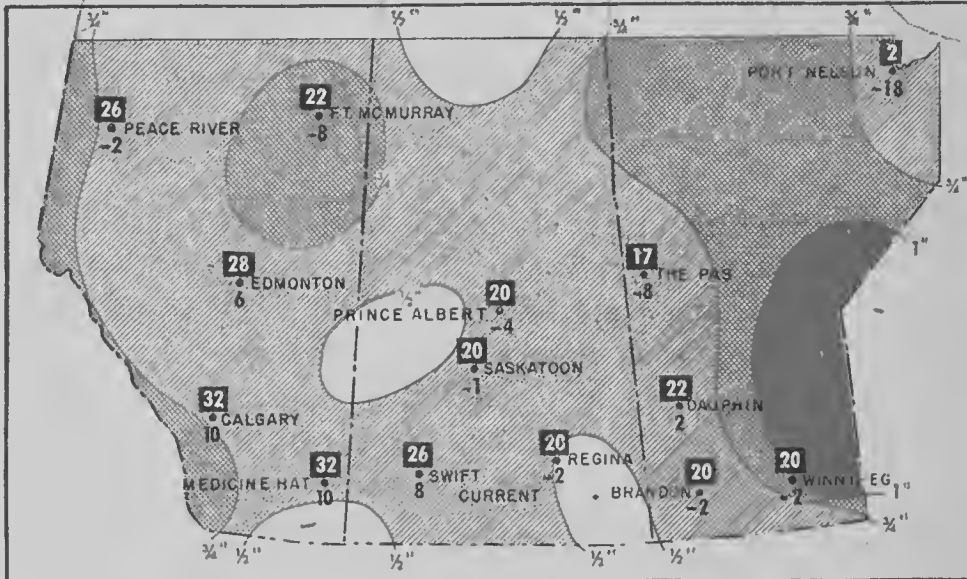 ¾"
½"
½"
¾"
¾"
2
PORT NELSON
-18
26
PEACE RIVER
-2
22
FT. MCMURRAY
-8
¾"
1"
28
EDMONTON
6
17
THE PAS
-8
½"
20
PRINCE ALBERT
-4
20
SASKATOON
-1
32
CALGARY
10
22
DAUPHIN
2
32
MEDICINE HAT
10
26
SWIFT
CURRENT
8
20
REGINA
-2
BRANDON
20
-2
20
WINNIPEG
-2
1"
¾"
¾"
½"
½"
½"
½"